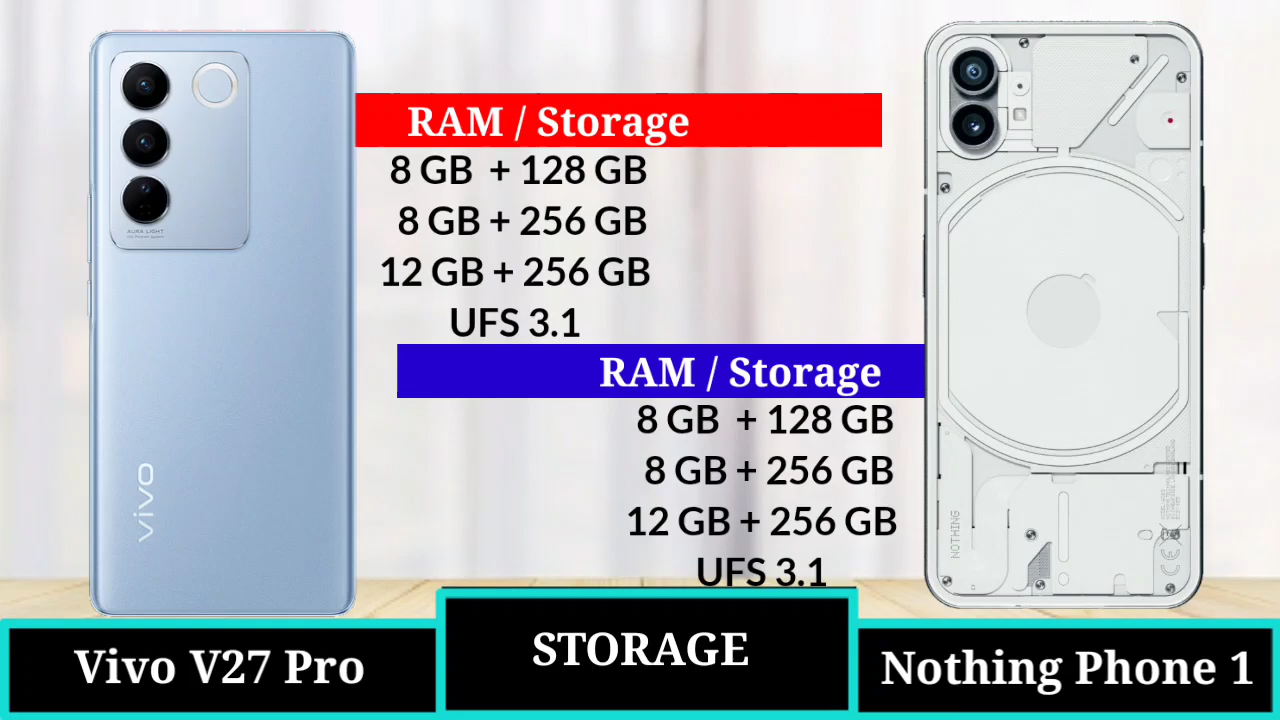 RAM / Storage
8 GB + 128 GB
8 GB + 256 GB
12 GB + 256 GB
UFS 3.1
RAM / Storage
8 GB + 128 GB
8 GB + 256 GB
12 GB + 256 GB
UFS 3.1
AURA LIGHT
vivo
NOTHING
Vivo V27 Pro
STORAGE
Nothing Phone 1